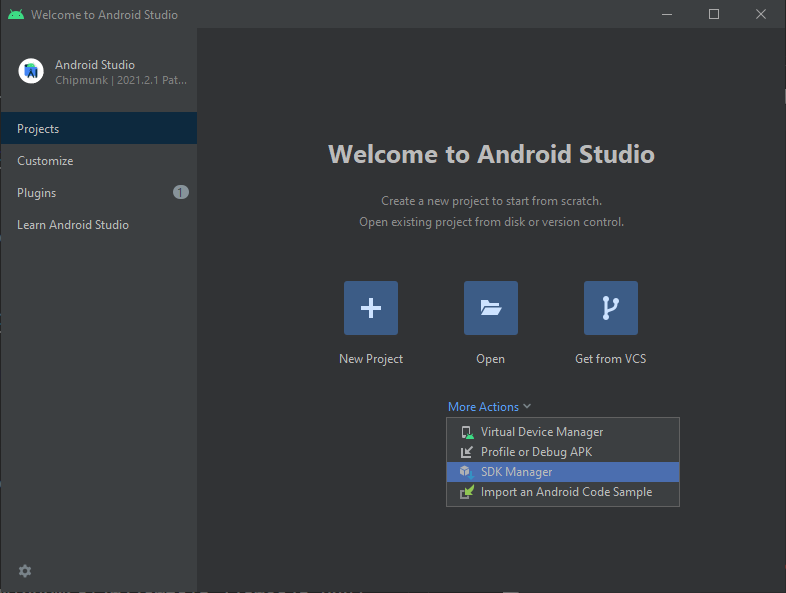 Welcome to Android Studio
Android Studio
Chipmunk | 2021.2.1 Pat...
Projects
Customize
Plugins
1
Learn Android Studio
Welcome to Android Studio
Create a new project to start from scratch.
Open existing project from disk or version control.
New Project
Open
Get from VCS
More Actions
Virtual Device Manager
Profile or Debug APK
SDK Manager
Import an Android Code Sample